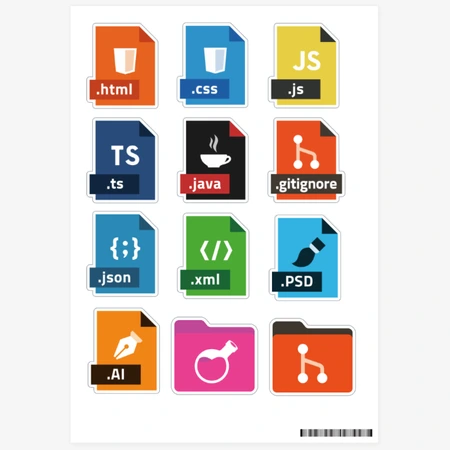 .html
.css
JS
.js
TS
.ts
.java
.gitignore
{;}
.json
</>
.xml
.PSD
.AI